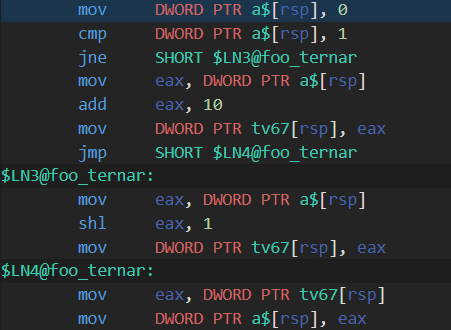 mov DWORD PTR a$[rsp], 0
cmp DWORD PTR a$[rsp], 1
jne SHORT $LN3@foo_ternar
mov eax, DWORD PTR a$[rsp]
add eax, 10
mov DWORD PTR tv67[rsp], eax
jmp SHORT $LN4@foo_ternar
$LN3@foo_ternar:
mov eax, DWORD PTR a$[rsp]
shl eax, 1
mov DWORD PTR tv67[rsp], eax
$LN4@foo_ternar:
mov eax, DWORD PTR tv67[rsp]
mov DWORD PTR a$[rsp], eax